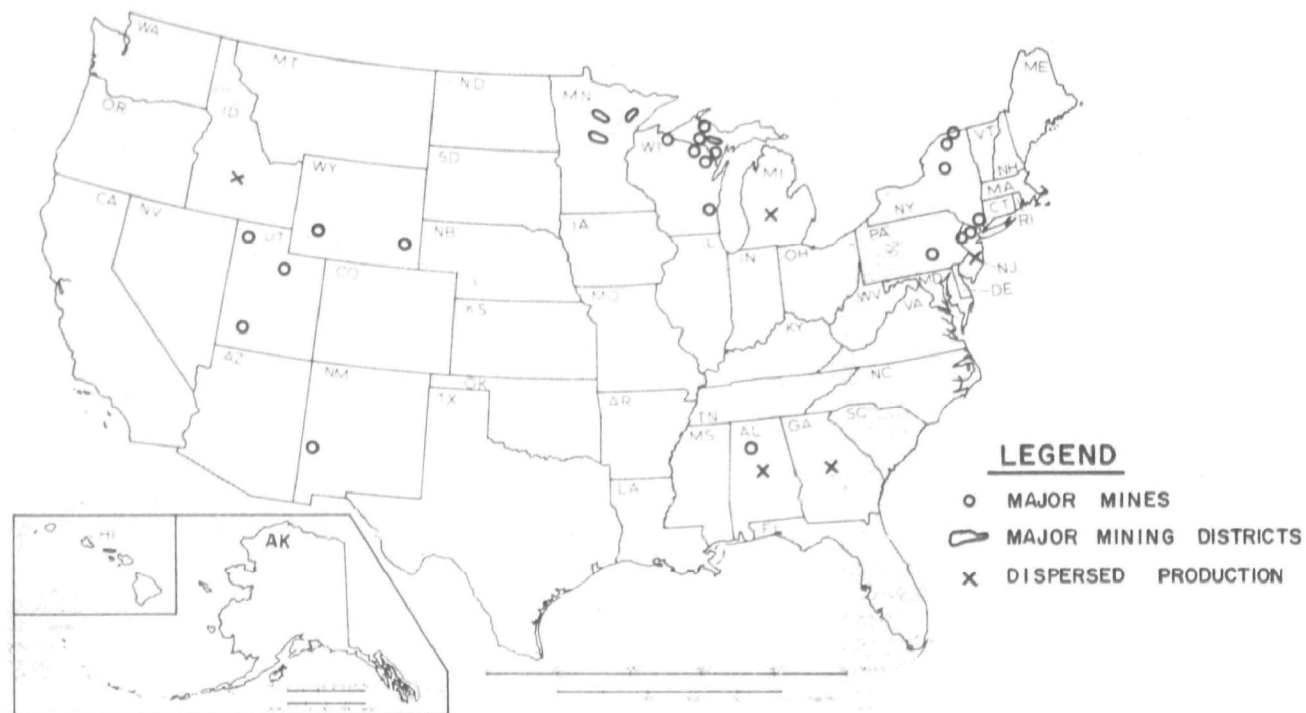 WA
MT
ND
ME
OR
ID
MN
VT
WI
SD
WY
MI
NH
MA
CA
NV
NY
CT
RI
IA
PA
UT
NB
IL
IN
OH
NJ
CO
MD
DE
MO
WV
VA
KS
KY
AZ
NM
OK
NC
TX
AR
TN
SC
MS
AL
GA
LEGEND
MAJOR MINES
LA
FL
HI
AK
MAJOR MINING DISTRICTS
DISPERSED PRODUCTION